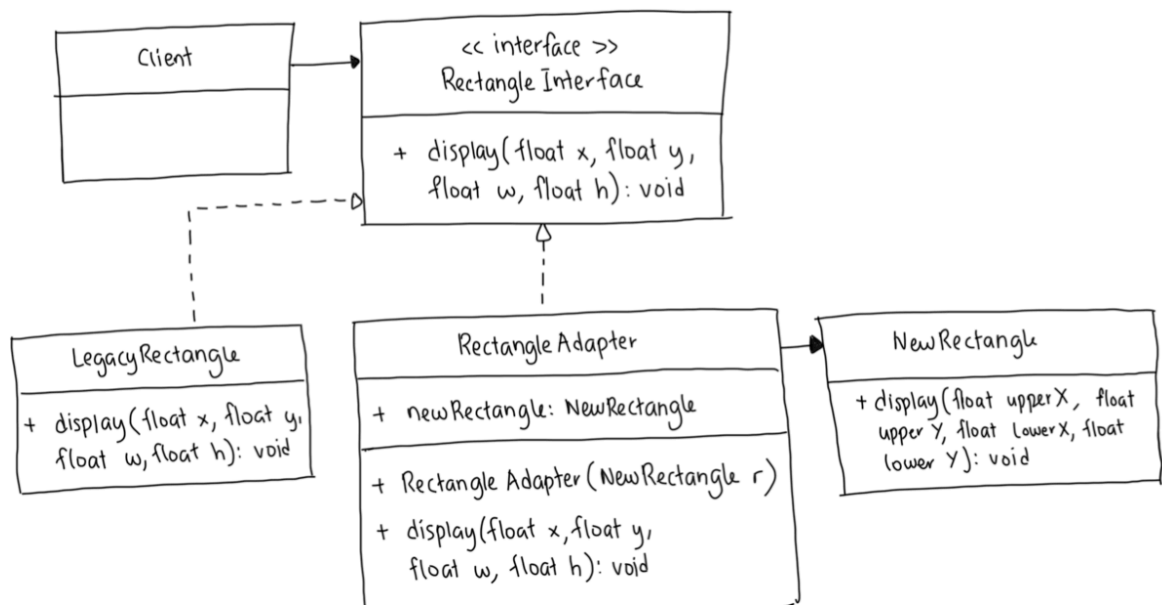 Client
<< interface >>
Rectangle Interface
+ display(float x, float y,
float w, float h): void
LegacyRectangle
+ display(float x, float y,
float w, float h): void
Rectangle Adapter
+ newRectangle: NewRectangle
+ Rectangle Adapter (NewRectangle r)
+ display(float x, float y,
float w, float h): void
NewRectangle
+ display(float upperX, float
upper Y, float lowerX, float
lower Y): void